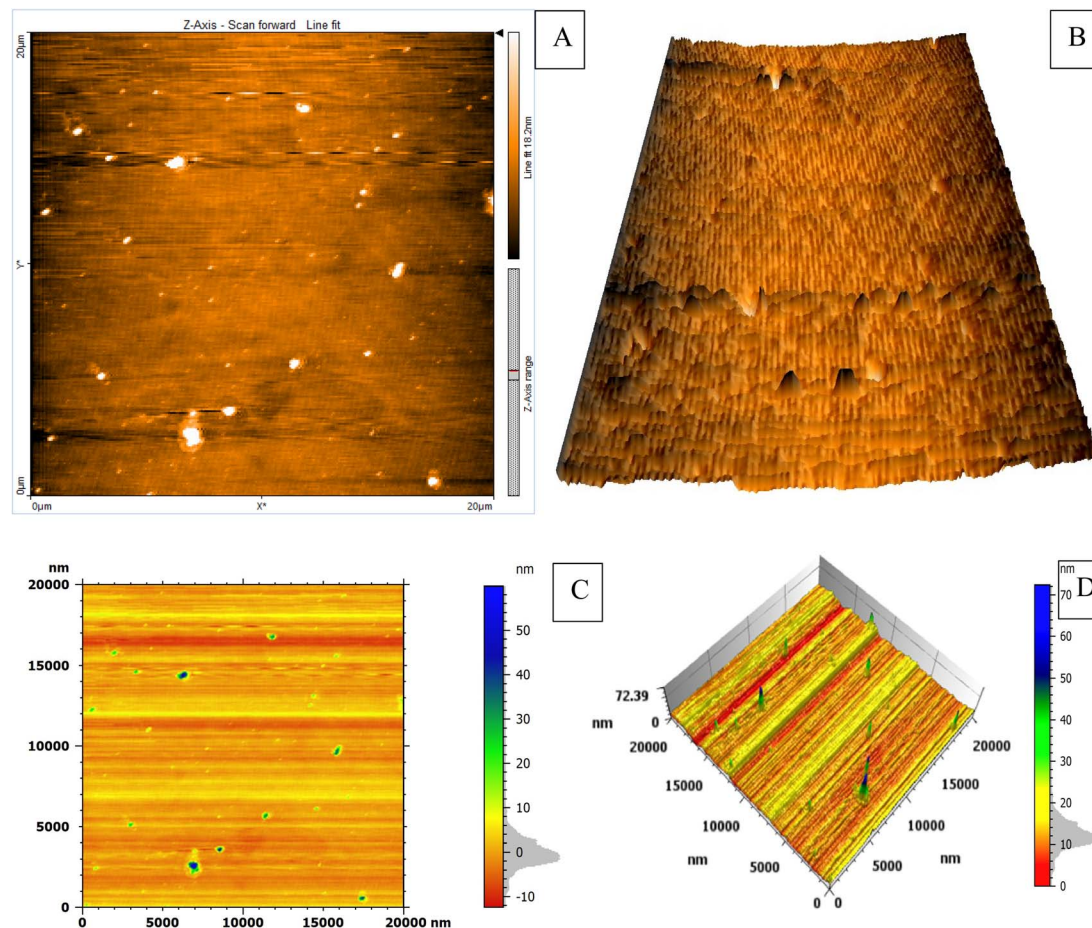 Z-Axis - Scan forward Line fit
A
B
20µm
Y*
0µm
0µm
X*
20µm
Line fit 18.2nm
Z-Axis range
nm
20000
15000
10000
5000
0
0
5000
10000
15000
20000 nm
nm
50
40
30
20
10
0
-10
C
72.39
nm
0
20000
15000
10000
nm
5000
0
0
5000
nm
10000
15000
20000
nm
70
60
50
40
30
20
10
0
D